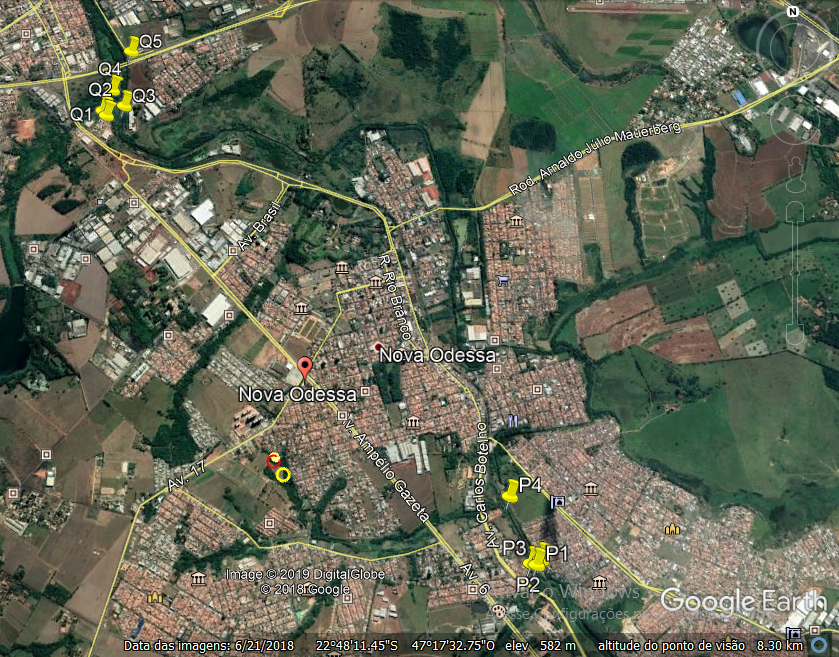 N
Q5
Q4
Q2
Q3
Q1
Rod. Arnaldo Júlio Mauerberg
Av. Brasil
R. Rio Branco
Nova Odessa
Nova Odessa
Av. Ampélio Gazeta
Av. Carlos Botelho
Av. 17
P4
P3
P1
P2
Av. 6
Image © 2019 DigitalGlobe
© 2018 Google
Windows
Google Earth
Data das imagens: 6/21/2018 22°48'11.45"S 47°17'32.75"O elev 582 m altitude do ponto de visão 8.30 km